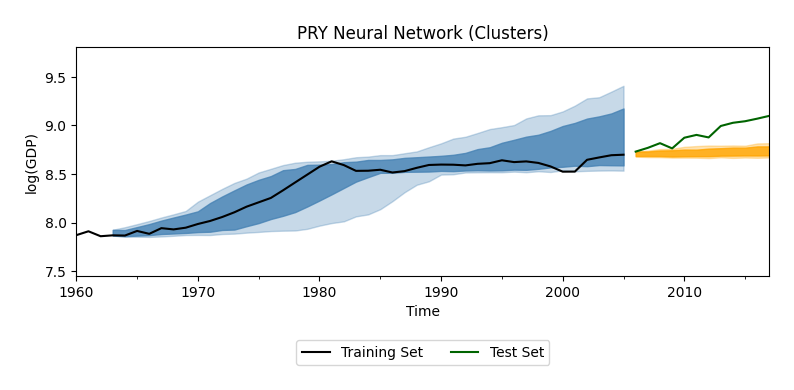 PRY Neural Network (Clusters)
9.5
9.0
8.5
8.0
7.5
log(GDP)
1960 1970 1980 1990 2000 2010
Time
Training Set Test Set